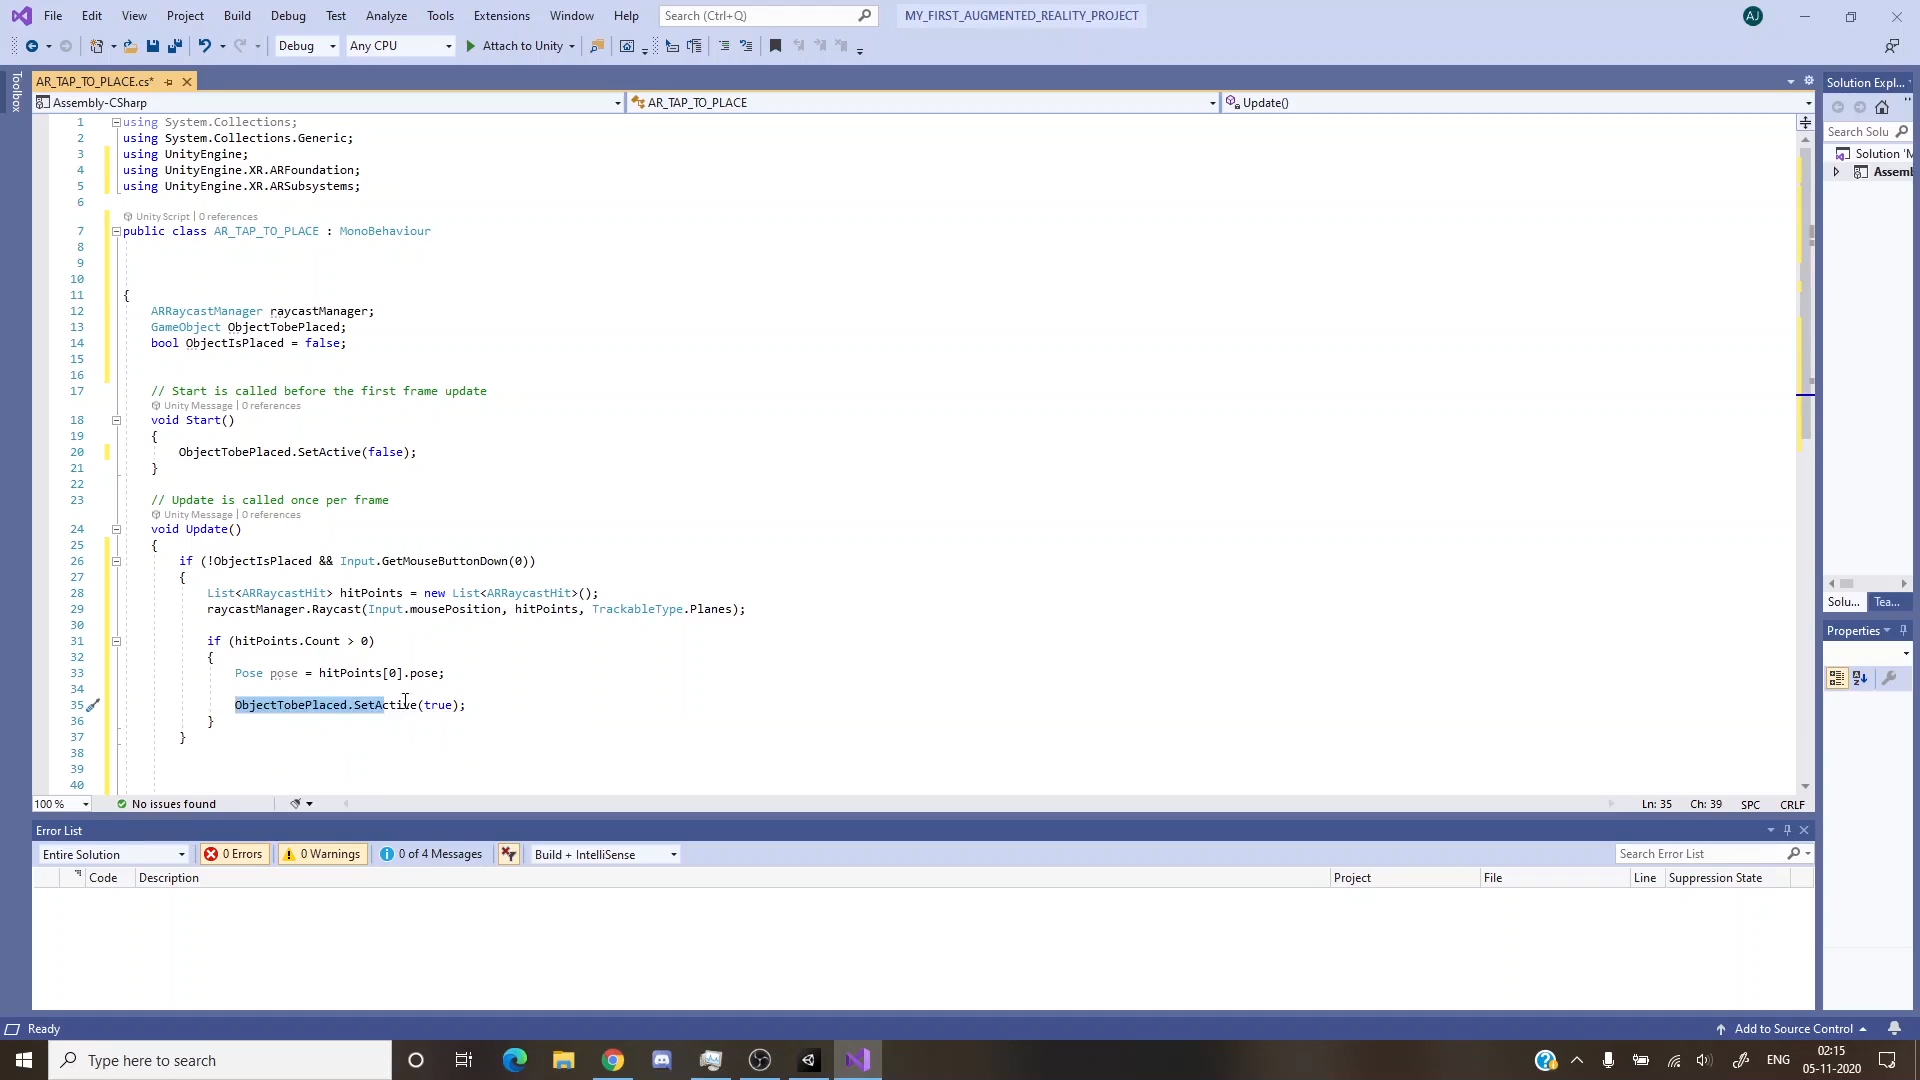 File Edit View Project Build Debug Test Analyze Tools Extensions Window Help Search (Ctrl+Q) MY_FIRST_AUGMENTED_REALITY_PROJECT AJ
Debug Any CPU Attach to Unity
Toolbox
AR_TAP_TO_PLACE.cs*
Assembly-CSharp AR_TAP_TO_PLACE Update()
1 using System.Collections;
2 using System.Collections.Generic;
3 using UnityEngine;
4 using UnityEngine.XR.ARFoundation;
5 using UnityEngine.XR.ARSubsystems;
6
Unity Script | 0 references
7 public class AR_TAP_TO_PLACE : MonoBehaviour
8
9
10
11 {
12 ARRaycastManager raycastManager;
13 GameObject ObjectTobePlaced;
14 bool ObjectIsPlaced = false;
15
16
17 // Start is called before the first frame update
Unity Message | 0 references
18 void Start()
19 {
20 ObjectTobePlaced.SetActive(false);
21 }
22
23 // Update is called once per frame
Unity Message | 0 references
24 void Update()
25 {
26 if (!ObjectIsPlaced && Input.GetMouseButtonDown(0))
27 {
28 List<ARRaycastHit> hitPoints = new List<ARRaycastHit>();
29 raycastManager.Raycast(Input.mousePosition, hitPoints, TrackableType.Planes);
30
31 if (hitPoints.Count > 0)
32 {
33 Pose pose = hitPoints[0].pose;
34
35 ObjectTobePlaced.SetActive(true);
36 }
37 }
38
39
40
100 % No issues found Ln: 35 Ch: 39 SPC CRLF
Solution Expl...
Search Solu
Solution 'M
Assemb
Solu... Tea...
Properties
Error List
Entire Solution 0 Errors 0 Warnings 0 of 4 Messages Build + IntelliSense Search Error List
Code Description Project File Line Suppression State
Ready Add to Source Control
Type here to search ENG 02:15
05-11-2020